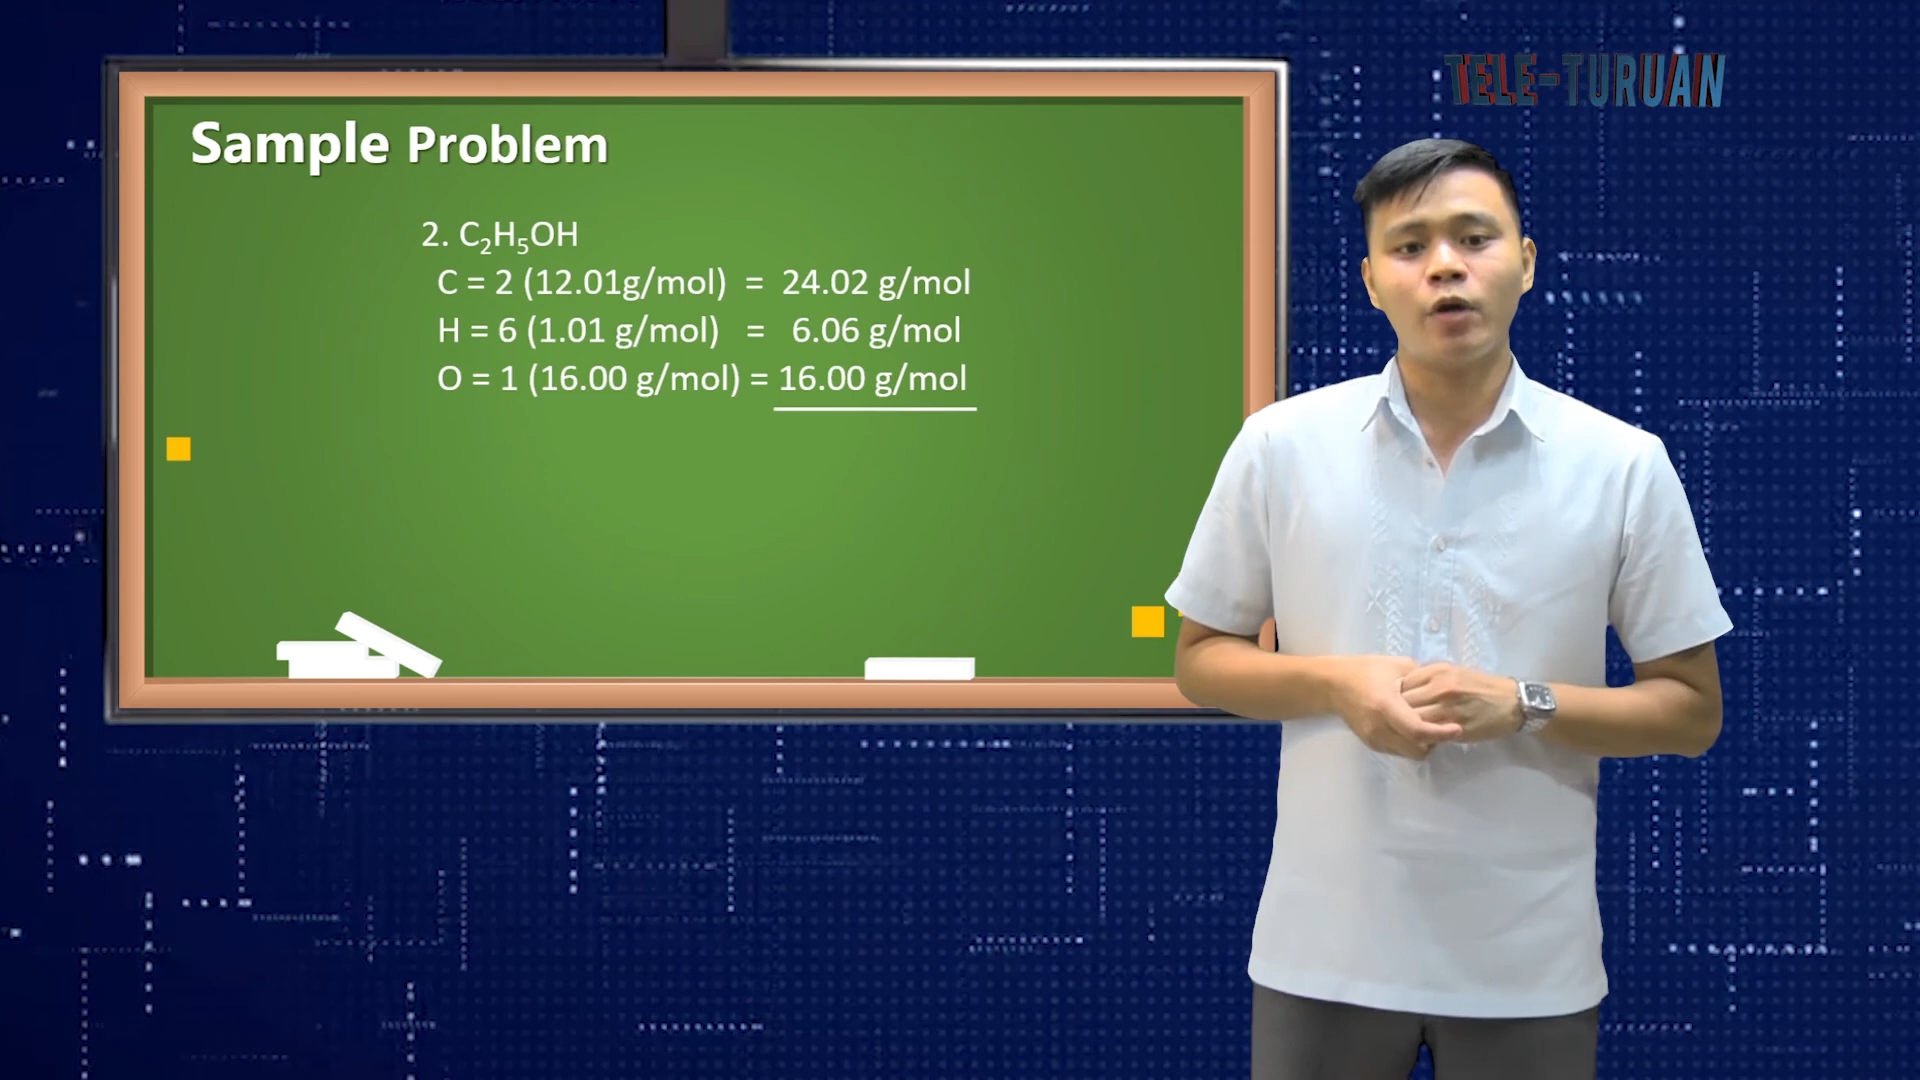 TELE-TURUAN
Sample Problem
2. C₂H₅OH
C = 2 (12.01g/mol) = 24.02 g/mol
H = 6 (1.01 g/mol) = 6.06 g/mol
O = 1 (16.00 g/mol) = 16.00 g/mol